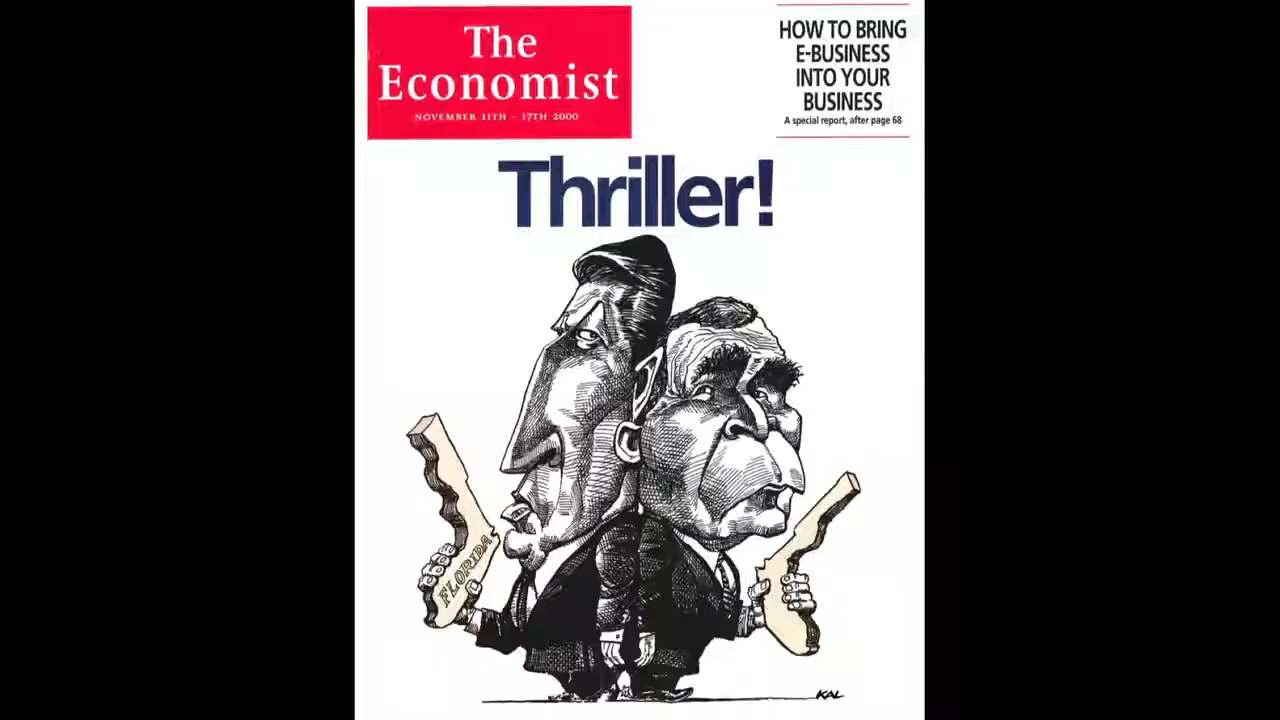 The
Economist
NOVEMBER 11TH - 17TH 2000
HOW TO BRING
E-BUSINESS
INTO YOUR
BUSINESS
A special report, after page 68
Thriller!
FLORIDA
KAL